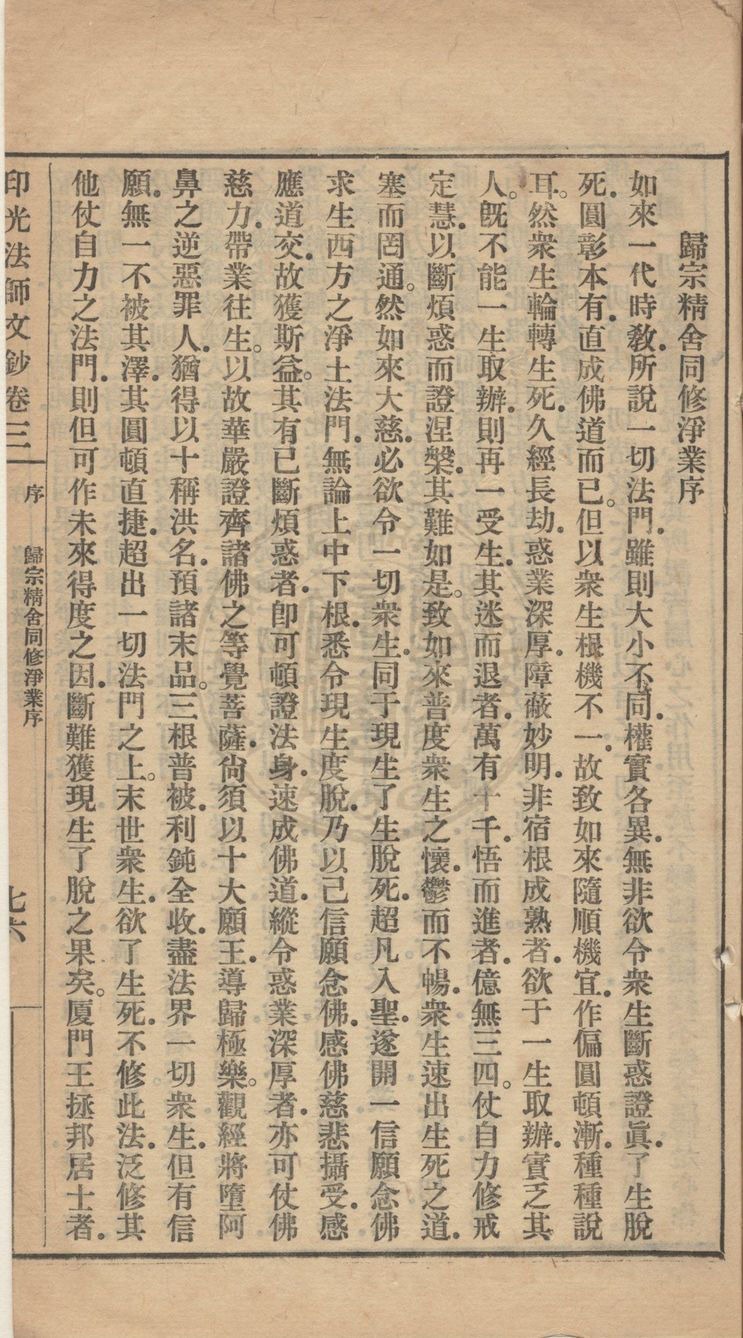 歸宗精舍同修淨業序
如來一代時敎.所說一切法門.雖則大小不同.權實各異.無非欲令衆生斷惑證眞.了生脫
死.圓彰本有.直成佛道而已。但以衆生根機不一.故致如來隨順機宜.作偏圓頓漸.種種說
耳。然衆生輪轉生死.久經長劫.惑業深厚.障蔽妙明.非宿根成熟者.欲于一生取辦.實乏其
人。旣不能一生取辦.則再一受生.其迷而退者.萬有十千.悟而進者.億無三四。仗自力修戒
定慧.以斷煩惑而證涅槃.其難如是。致如來普度衆生之懷.鬱而不暢.衆生速出生死之道.
塞而罔通。然如來大慈.必欲令一切衆生.同于現生了生脫死.超凡入聖.遂開一信願念佛
求生西方之淨土法門.無論上中下根.悉令現生度脫.乃以己信願念佛.感佛慈悲攝受.感
應道交.故獲斯益。其有已斷煩惑者.卽可頓證法身.速成佛道.縱令惑業深厚者.亦可仗佛
慈力.帶業往生。以故華嚴證齊諸佛之等覺菩薩.尙須以十大願王.導歸極樂。觀經將墮阿
鼻之逆惡罪人.猶得以十稱洪名.預諸末品。三根普被.利鈍全收.盡法界一切衆生.但有信
願.無一不被其澤.其圓頓直捷.超出一切法門之上。末世衆生.欲了生死.不修此法.泛修其
他仗自力之法門.則但可作未來得度之因.斷難獲現生了脫之果矣。厦門王拯邦居士者.
印光法師文鈔卷三 序 歸宗精舍同修淨業序 七六